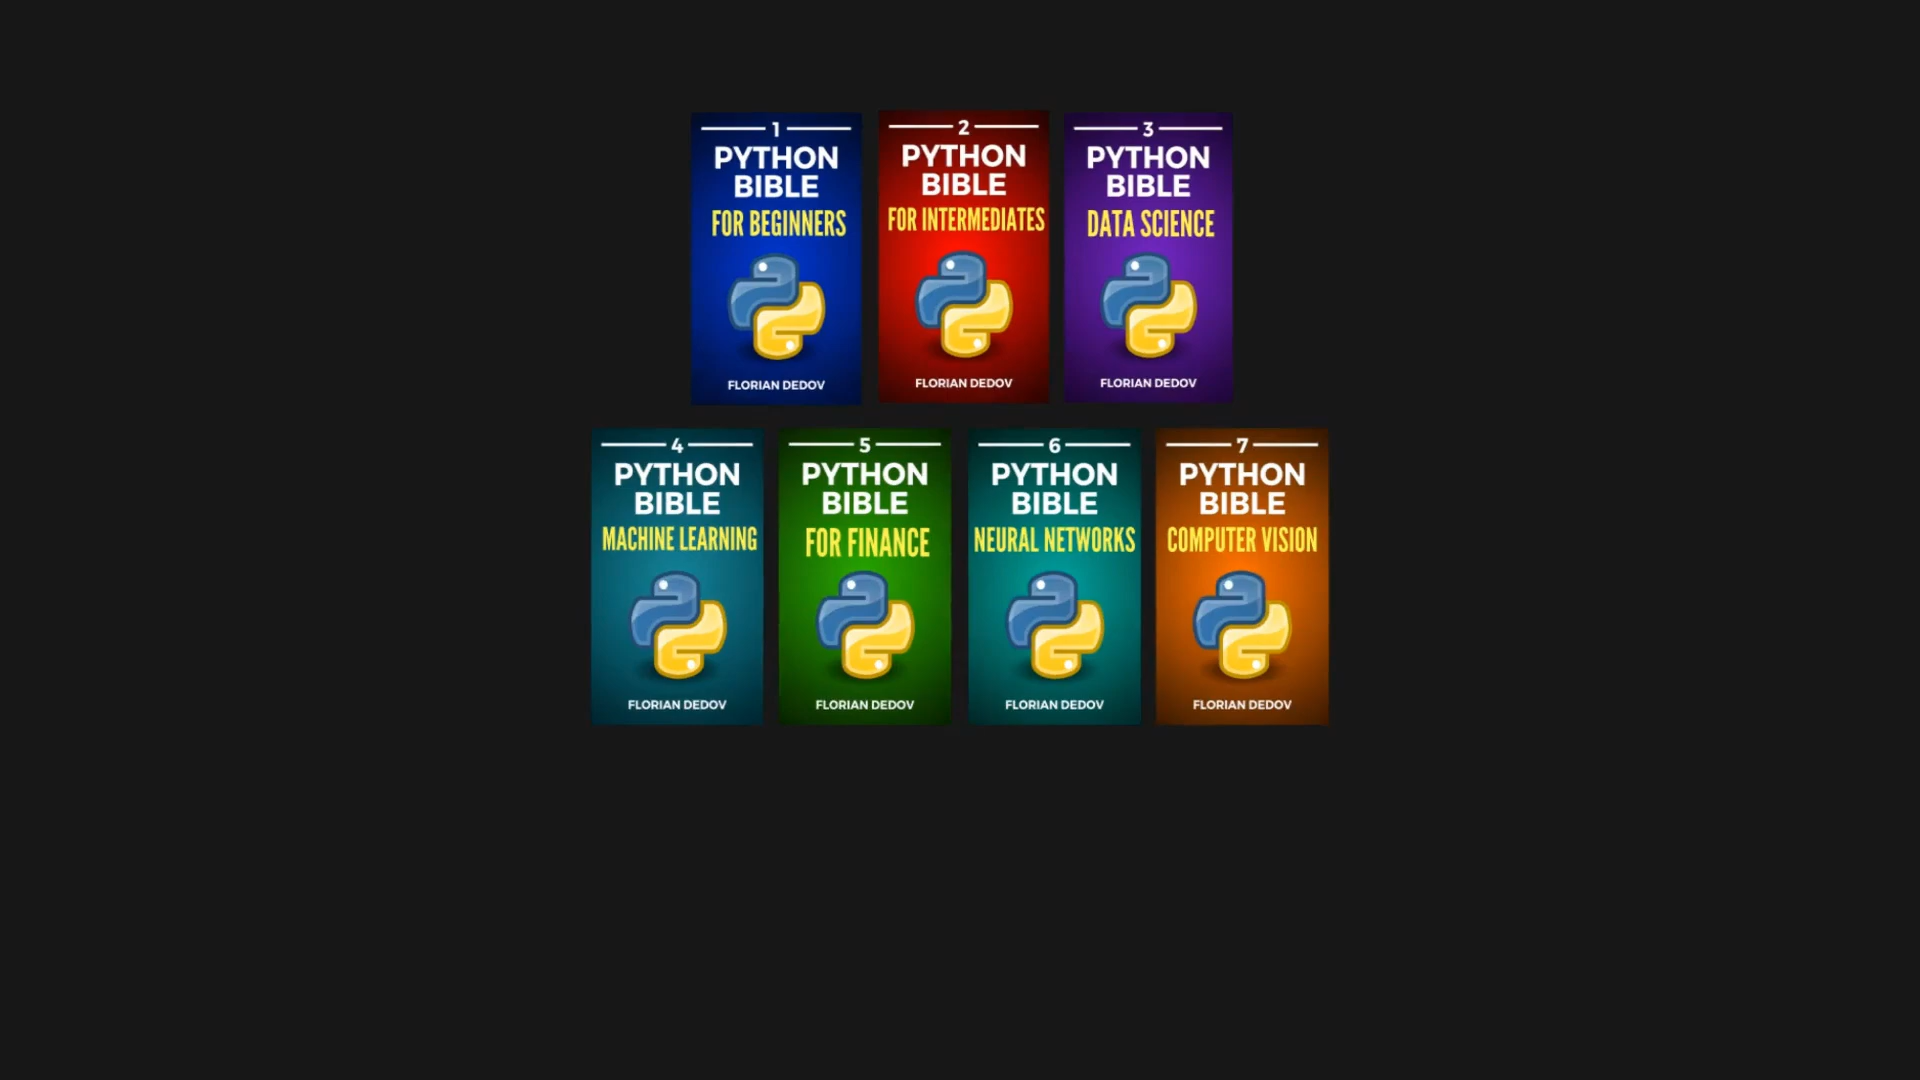 1
PYTHON
BIBLE
FOR BEGINNERS
FLORIAN DEDOV
2
PYTHON
BIBLE
FOR INTERMEDIATES
FLORIAN DEDOV
3
PYTHON
BIBLE
DATA SCIENCE
FLORIAN DEDOV
4
PYTHON
BIBLE
MACHINE LEARNING
FLORIAN DEDOV
5
PYTHON
BIBLE
FOR FINANCE
FLORIAN DEDOV
6
PYTHON
BIBLE
NEURAL NETWORKS
FLORIAN DEDOV
7
PYTHON
BIBLE
COMPUTER VISION
FLORIAN DEDOV